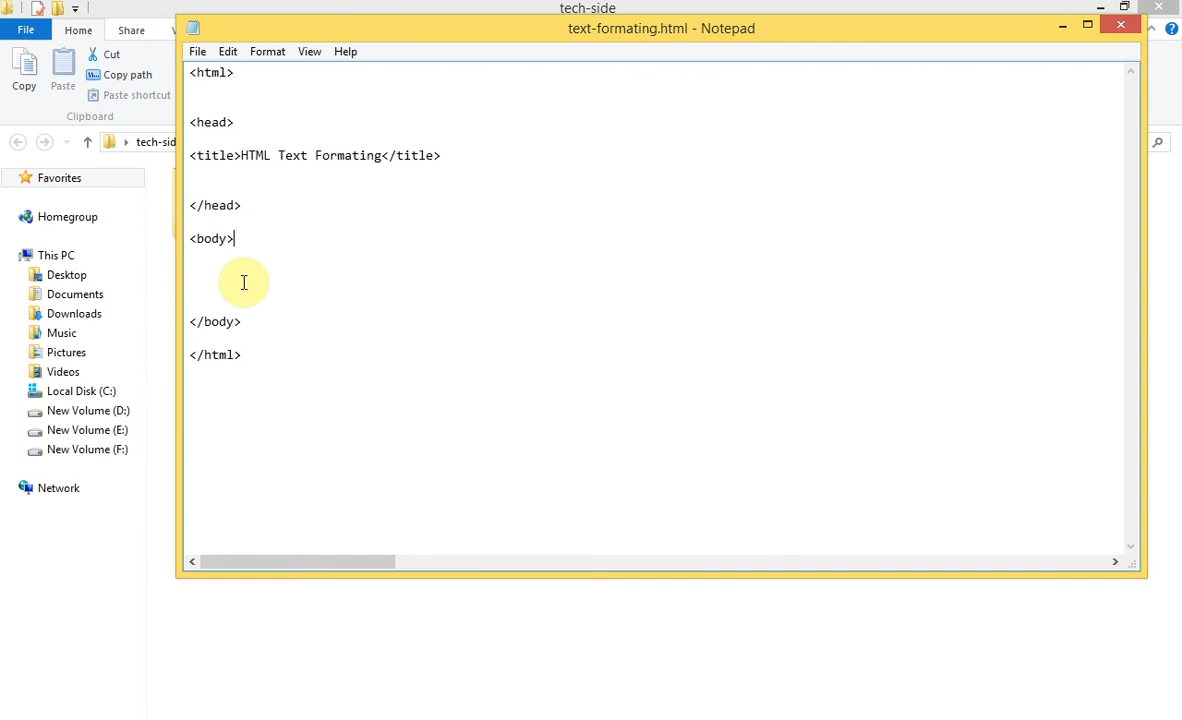 tech-side
text-formating.html - Notepad
File
Home
Share
File Edit Format View Help
Copy
Paste
Cut
Copy path
Paste shortcut
Clipboard
tech-sid
<html>
<head>
<title>HTML Text Formating</title>
</head>
<body>
</body>
</html>
Favorites
Homegroup
This PC
Desktop
Documents
Downloads
Music
Pictures
Videos
Local Disk (C:)
New Volume (D:)
New Volume (E:)
New Volume (F:)
Network